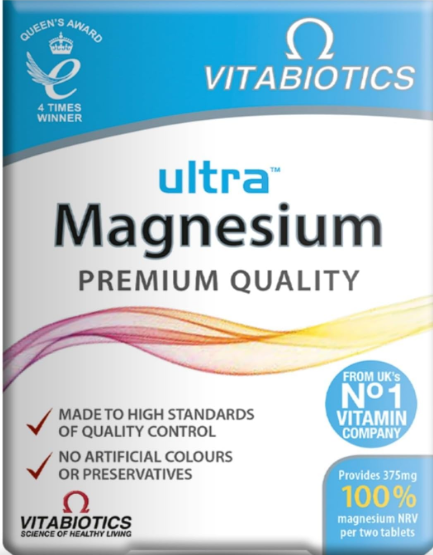 QUEEN'S AWARD
4 TIMES
WINNER
VITABIOTICS
ultra™
Magnesium
PREMIUM QUALITY
FROM UK's
Nº1
VITAMIN
COMPANY
MADE TO HIGH STANDARDS
OF QUALITY CONTROL
NO ARTIFICIAL COLOURS
OR PRESERVATIVES
Provides 375mg
100%
magnesium NRV
per two tablets
VITABIOTICS
SCIENCE OF HEALTHY LIVING